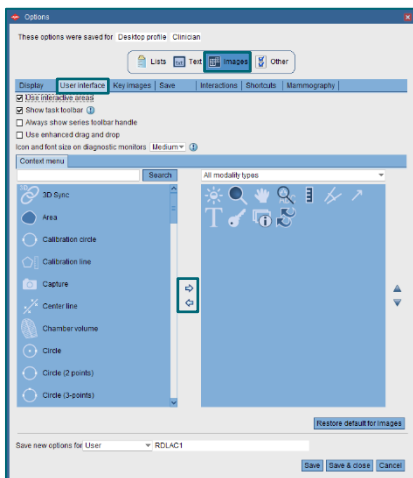 Options
These options were saved for Desktop profile Clinician
Lists Text Images Other
Display User interface Key images Save Interactions Shortcuts Mammography
Use interactive areas
Show task toolbar
Always show series toolbar handle
Use enhanced drag and drop
Icon and font size on diagnostic monitors Medium
Context menu
Search All modality types
3D Sync
Area
Calibration circle
Calibration line
Capture
Center line
Chamber volume
Circle
Circle (2 points)
Circle (3-points)
Restore default for Images
Save new options for User RDLAC1
Save Save & close Cancel